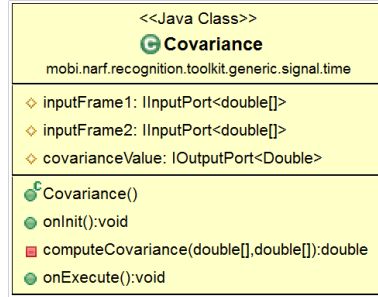 <<Java Class>>
C Covariance
mobi.narf.recognition.toolkit.generic.signal.time
inputFrame1: IInputPort<double[]>
inputFrame2: IInputPort<double[]>
covarianceValue: IOutputPort<Double>
C Covariance()
onInit():void
computeCovariance(double[],double[]):double
onExecute():void